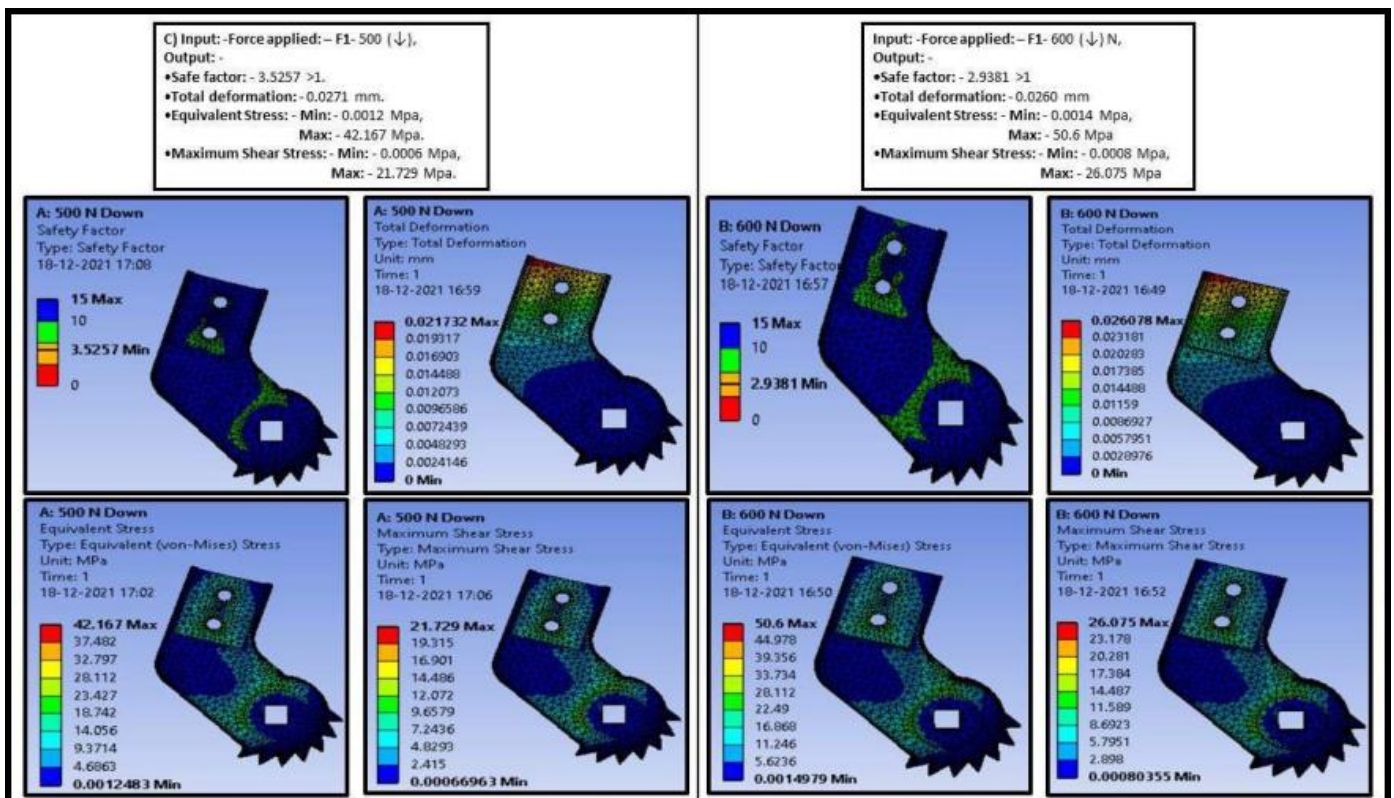 C) Input: -Force applied: – F1- 500 (↓),
Output: -
•Safe factor: - 3.5257 >1.
•Total deformation: - 0.0271 mm.
•Equivalent Stress: - Min: - 0.0012 Mpa,
Max: - 42.167 Mpa.
•Maximum Shear Stress: - Min: - 0.0006 Mpa,
Max: - 21.729 Mpa.
Input: -Force applied: – F1- 600 (↓) N,
Output: -
•Safe factor: - 2.9381 >1
•Total deformation: - 0.0260 mm
•Equivalent Stress: - Min: - 0.0014 Mpa,
Max: - 50.6 Mpa
•Maximum Shear Stress: - Min: - 0.0008 Mpa,
Max: - 26.075 Mpa
A: 500 N Down
Safety Factor
Type: Safety Factor
18-12-2021 17:08
15 Max
10
3.5257 Min
0
A: 500 N Down
Total Deformation
Type: Total Deformation
Unit: mm
Time: 1
18-12-2021 16:59
0.021732 Max
0.019317
0.016903
0.014488
0.012073
0.0096586
0.0072439
0.0048293
0.0024146
0 Min
B: 600 N Down
Safety Factor
Type: Safety Factor
18-12-2021 16:57
15 Max
10
2.9381 Min
0
B: 600 N Down
Total Deformation
Type: Total Deformation
Unit: mm
Time: 1
18-12-2021 16:49
0.026078 Max
0.023181
0.020283
0.017385
0.014488
0.01159
0.0086927
0.0057951
0.0028976
0 Min
A: 500 N Down
Equivalent Stress
Type: Equivalent (von-Mises) Stress
Unit: MPa
Time: 1
18-12-2021 17:02
42.167 Max
37.482
32.797
28.112
23.427
18.742
14.056
9.3714
4.6863
0.0012483 Min
A: 500 N Down
Maximum Shear Stress
Type: Maximum Shear Stress
Unit: MPa
Time: 1
18-12-2021 17:06
21.729 Max
19.315
16.901
14.486
12.072
9.6579
7.2436
4.8293
2.415
0.00066963 Min
B: 600 N Down
Equivalent Stress
Type: Equivalent (von-Mises) Stress
Unit: MPa
Time: 1
18-12-2021 16:50
50.6 Max
44.978
39.356
33.734
28.112
22.49
16.868
11.246
5.6236
0.0014979 Min
B: 600 N Down
Maximum Shear Stress
Type: Maximum Shear Stress
Unit: MPa
Time: 1
18-12-2021 16:52
26.075 Max
23.178
20.281
17.384
14.487
11.589
8.6923
5.7951
2.898
0.00080355 Min